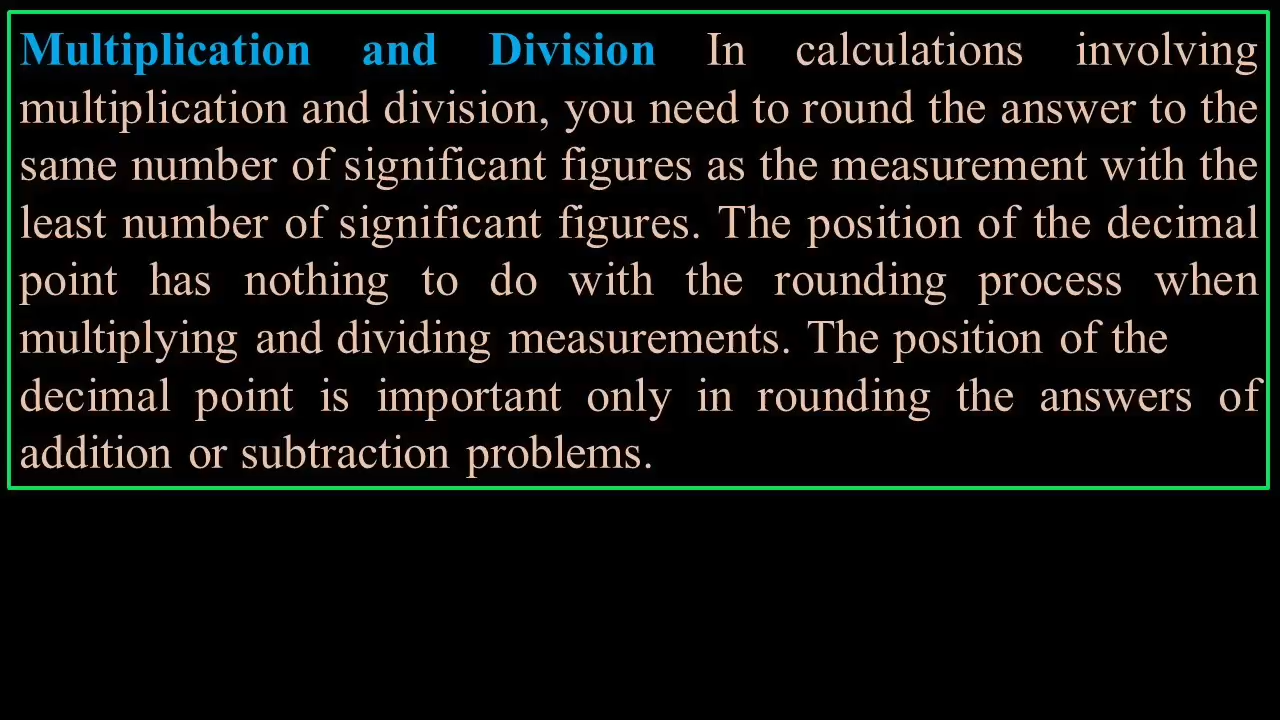 Multiplication and Division In calculations involving
multiplication and division, you need to round the answer to the
same number of significant figures as the measurement with the
least number of significant figures. The position of the decimal
point has nothing to do with the rounding process when
multiplying and dividing measurements. The position of the
decimal point is important only in rounding the answers of
addition or subtraction problems.